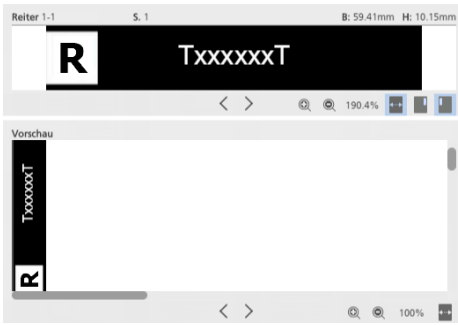 Reiter 1-1 S. 1 B: 59.41mm H: 10.15mm
R TxxxxxxT
190.4%
Vorschau
TxxxxxxT
R
100%